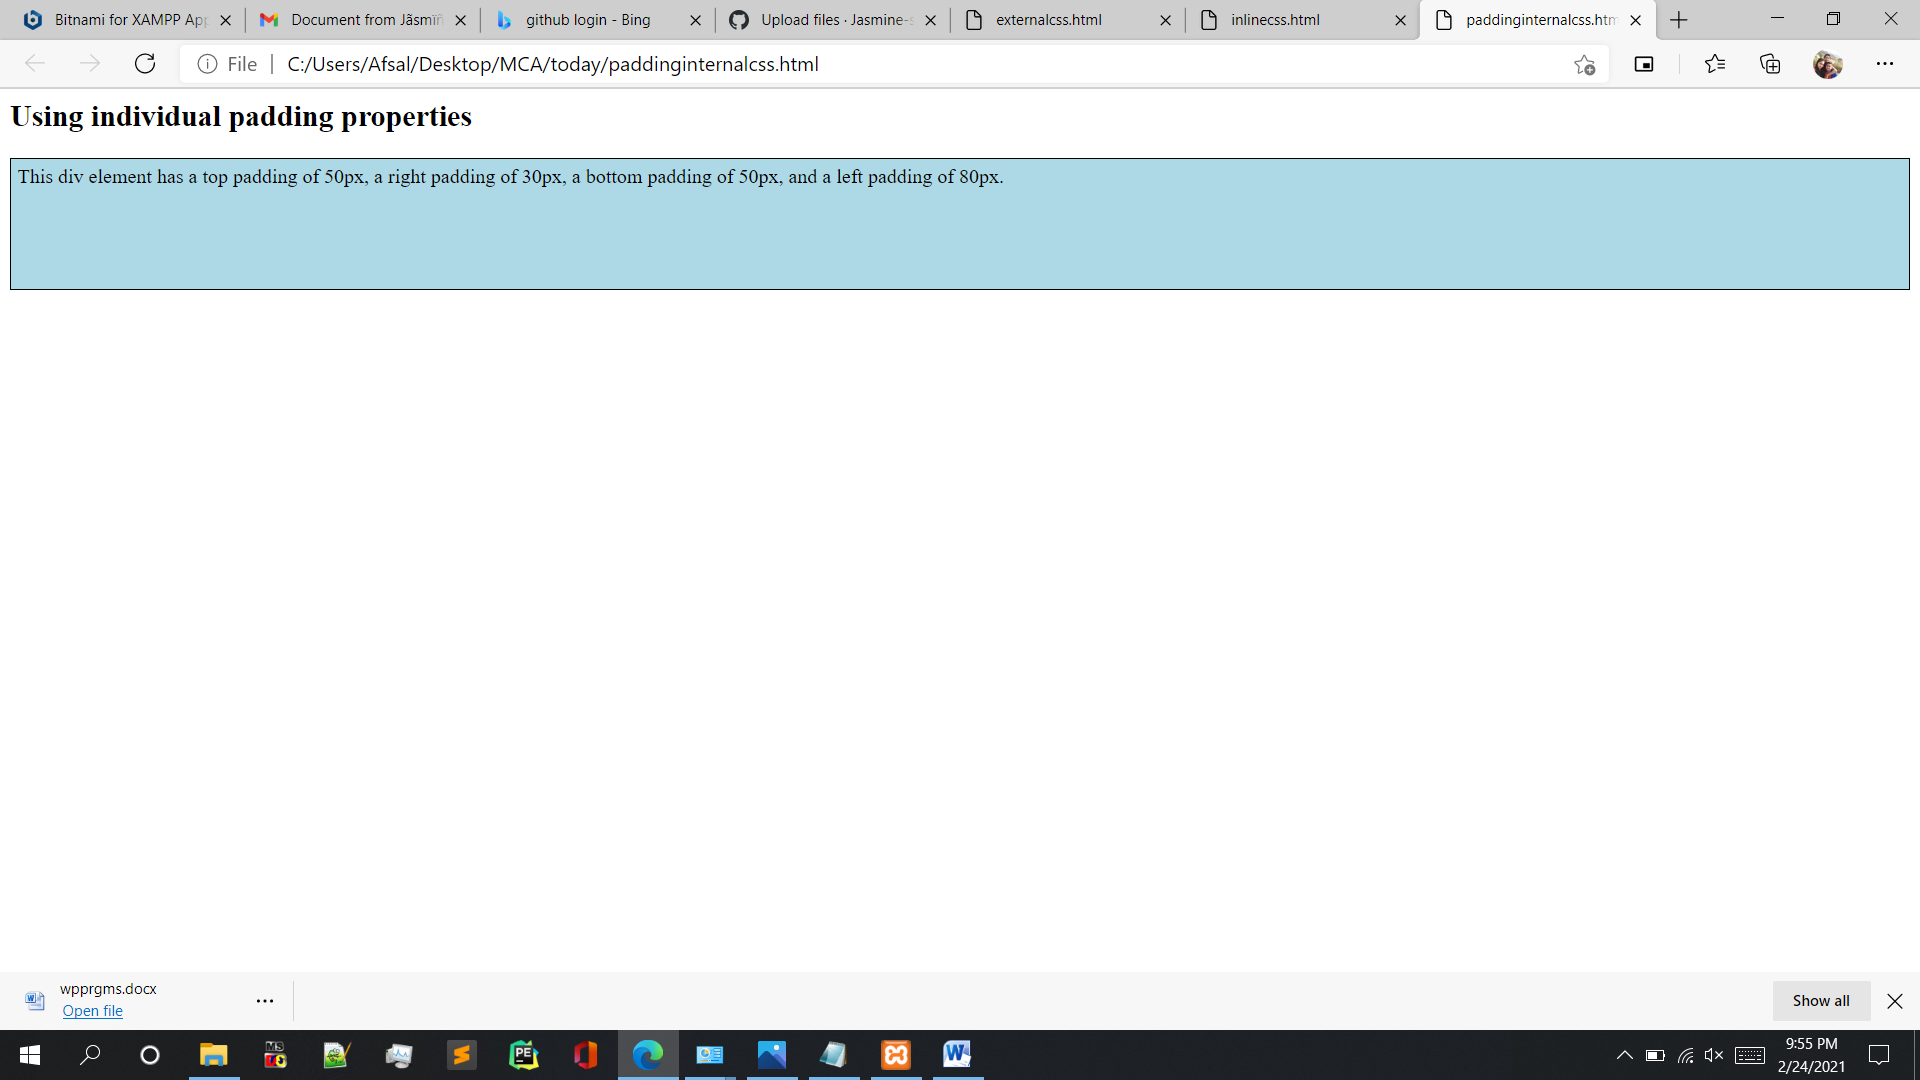 Bitnami for XAMPP Ap
Document from Jãsmi
github login - Bing
Upload files · Jasmine-s
externalcss.html
inlinecss.html
paddinginternalcss.htm
File
C:/Users/Afsal/Desktop/MCA/today/paddinginternalcss.html
Using individual padding properties
This div element has a top padding of 50px, a right padding of 30px, a bottom padding of 50px, and a left padding of 80px.
wpprgms.docx
Open file
Show all
9:55 PM
2/24/2021